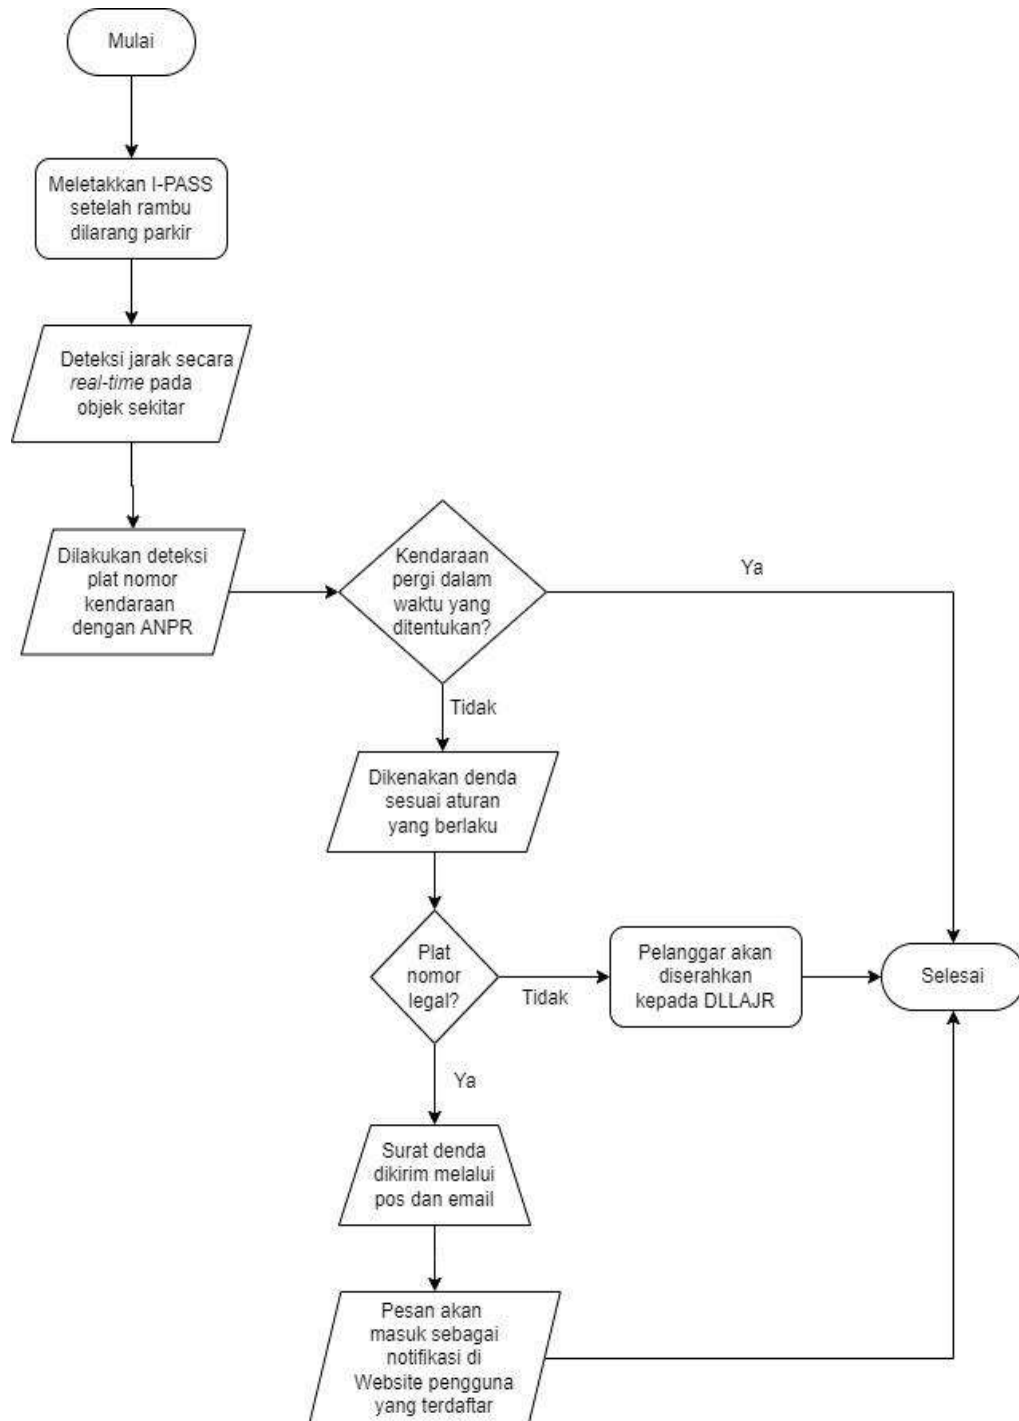 Mulai
Meletakkan I-PASS
setelah rambu
dilarang parkir
Deteksi jarak secara
real-time pada
objek sekitar
Dilakukan deteksi
plat nomor
kendaraan
dengan ANPR
Kendaraan
pergi dalam
waktu yang
ditentukan?
Ya
Tidak
Dikenakan denda
sesuai aturan
yang berlaku
Plat
nomor
legal?
Tidak
Pelanggar akan
diserahkan
kepada DLLAJR
Selesai
Ya
Surat denda
dikirim melalui
pos dan email
Pesan akan
masuk sebagai
notifikasi di
Website pengguna
yang terdaftar